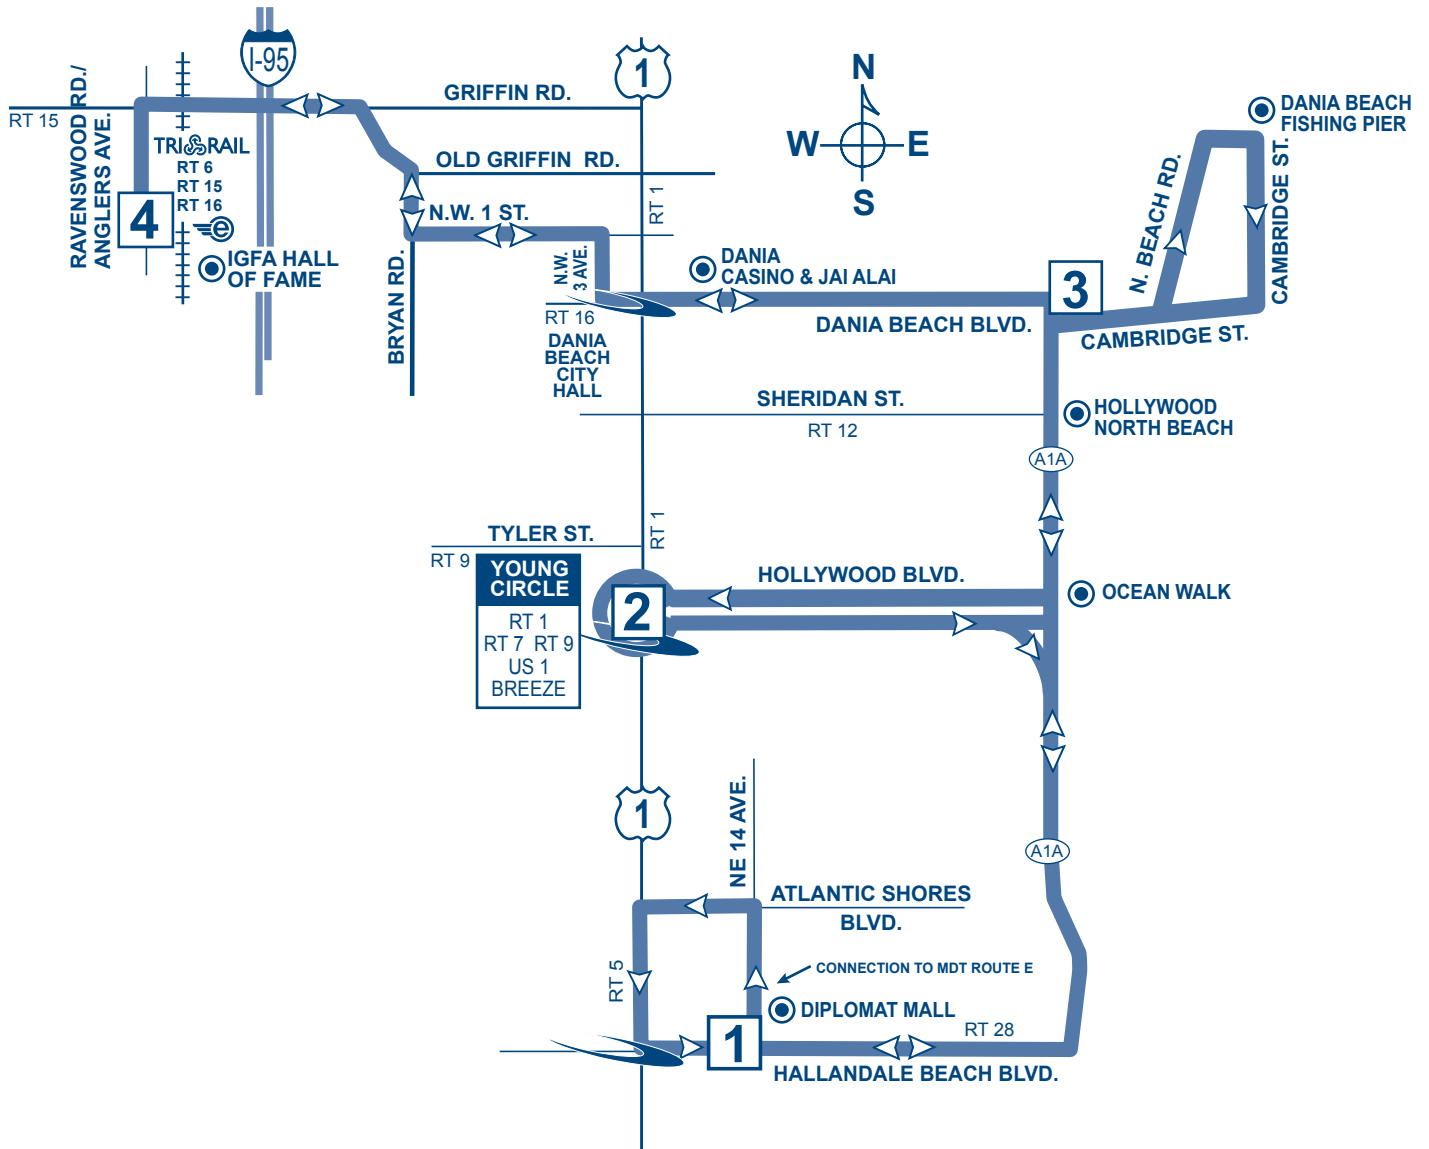 I-95
1
N
W
E
S
GRIFFIN RD.
RT 15
RAVENSWOOD RD./
ANGLERS AVE.
TRI RAIL
RT 6
RT 15
RT 16
4
e
IGFA HALL
OF FAME
OLD GRIFFIN RD.
RT 1
N.W. 1 ST.
BRYAN RD.
N.W.
3 AVE.
RT 16
DANIA
BEACH
CITY
HALL
DANIA
CASINO & JAI ALAI
DANIA BEACH BLVD.
3
N. BEACH RD.
DANIA BEACH
FISHING PIER
CAMBRIDGE ST.
CAMBRIDGE ST.
SHERIDAN ST.
RT 12
HOLLYWOOD
NORTH BEACH
A1A
RT 1
TYLER ST.
RT 9
YOUNG
CIRCLE
RT 1
RT 7 RT 9
US 1
BREEZE
2
HOLLYWOOD BLVD.
OCEAN WALK
1
NE 14 AVE.
A1A
ATLANTIC SHORES
BLVD.
RT 5
CONNECTION TO MDT ROUTE E
DIPLOMAT MALL
1
RT 28
HALLANDALE BEACH BLVD.